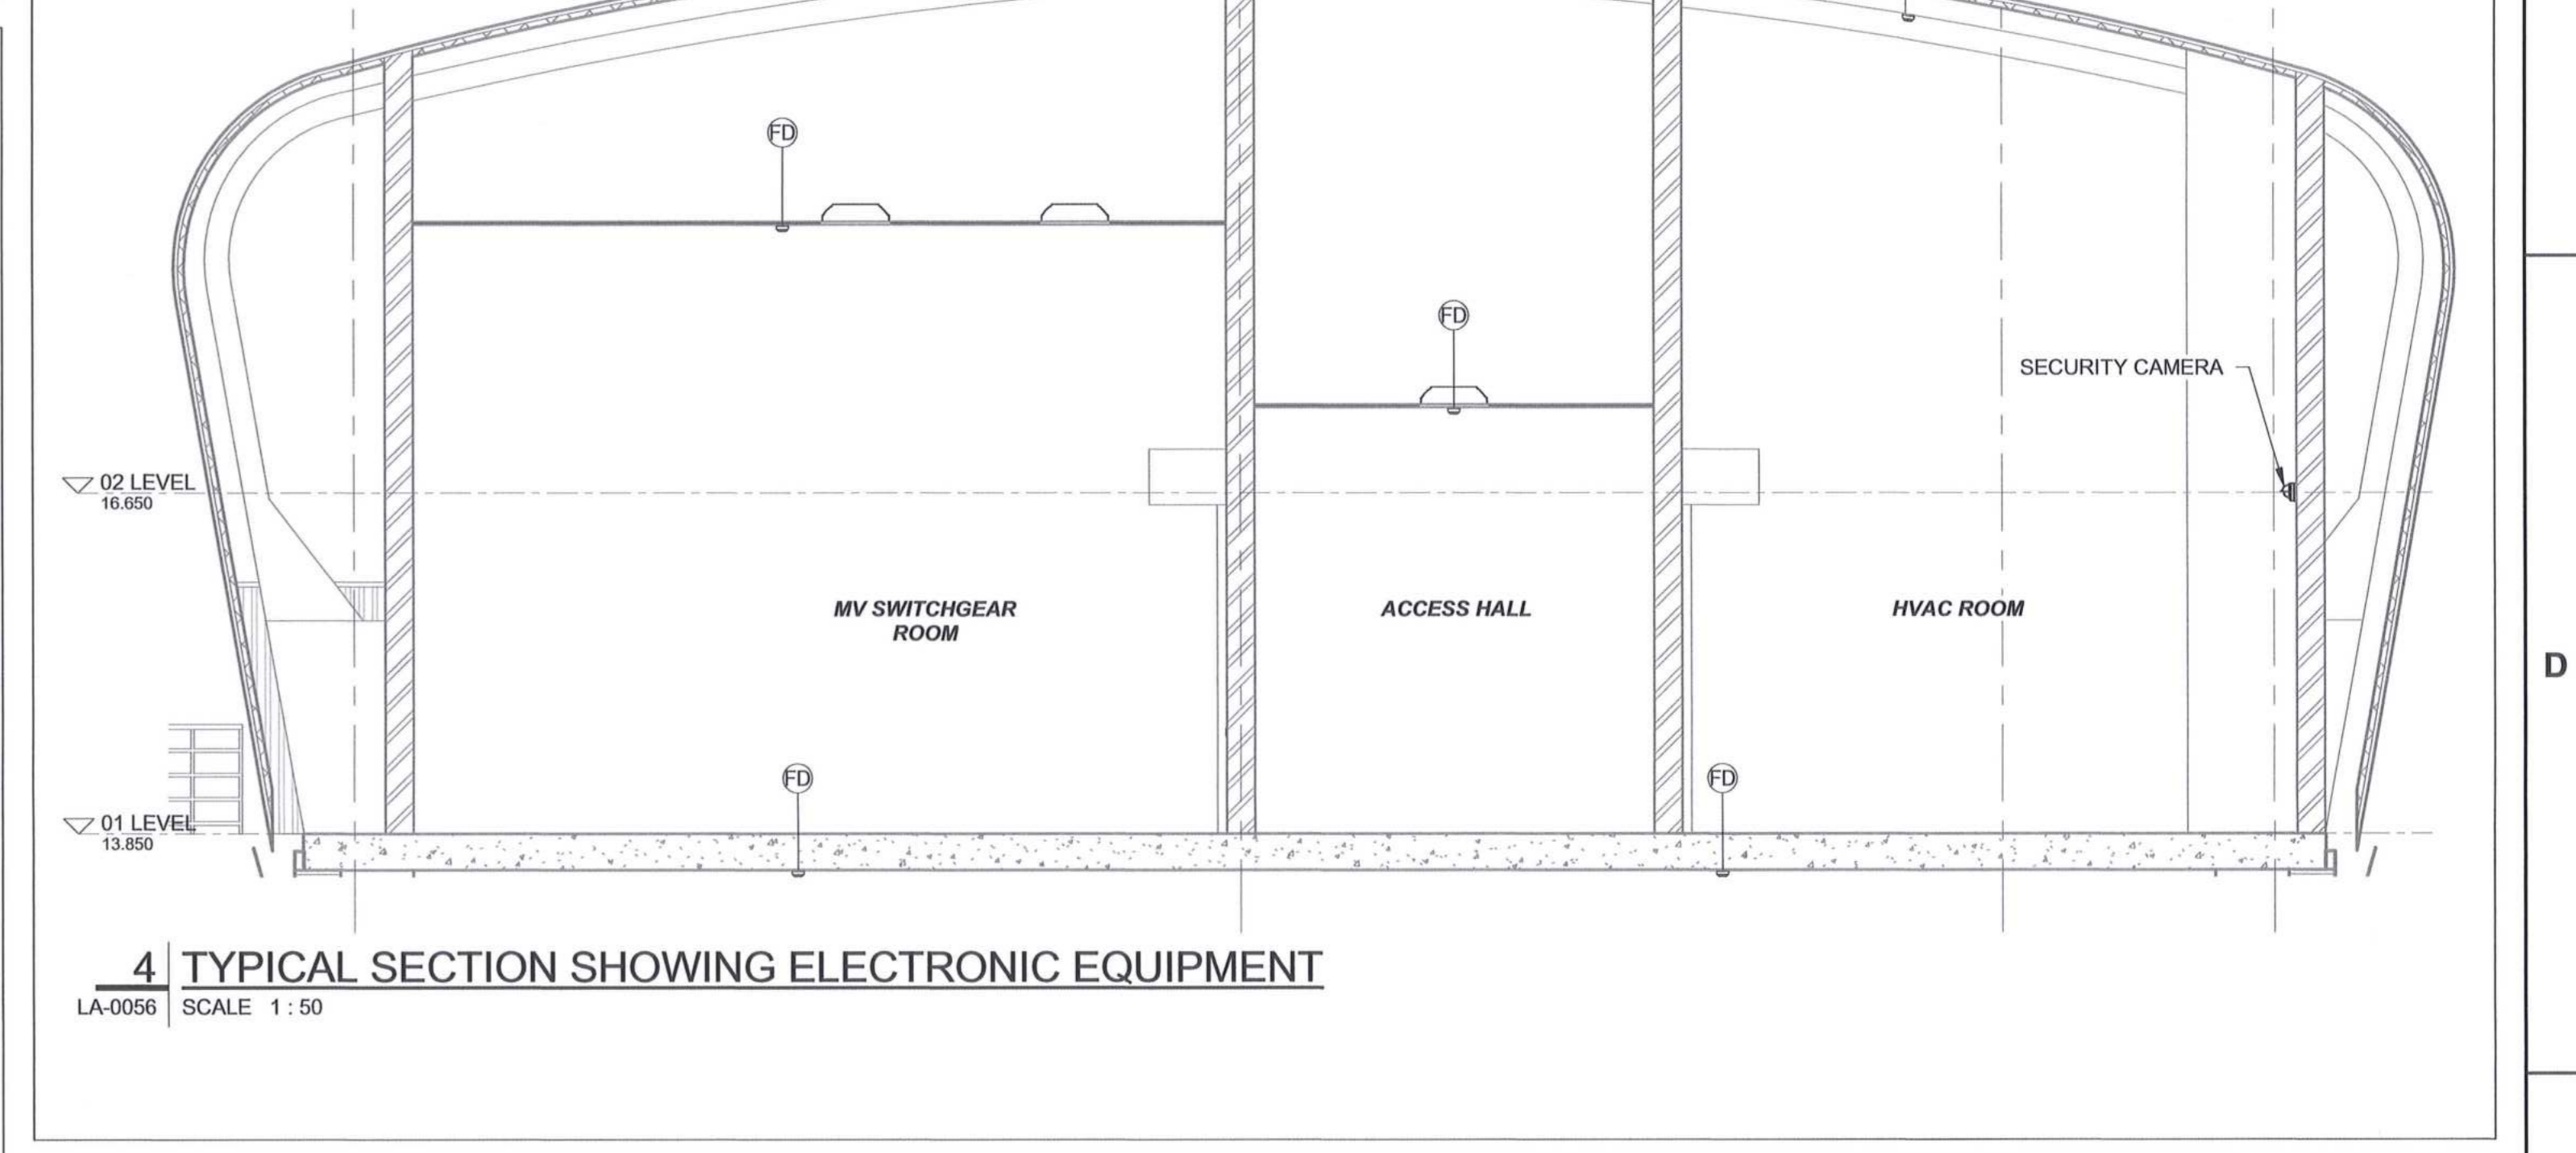 FD
FD
SECURITY CAMERA
02 LEVEL
16.650
MV SWITCHGEAR
ROOM
ACCESS HALL
HVAC ROOM
D
FD
FD
01 LEVEL
13.850
4 TYPICAL SECTION SHOWING ELECTRONIC EQUIPMENT
LA-0056 SCALE 1 : 50